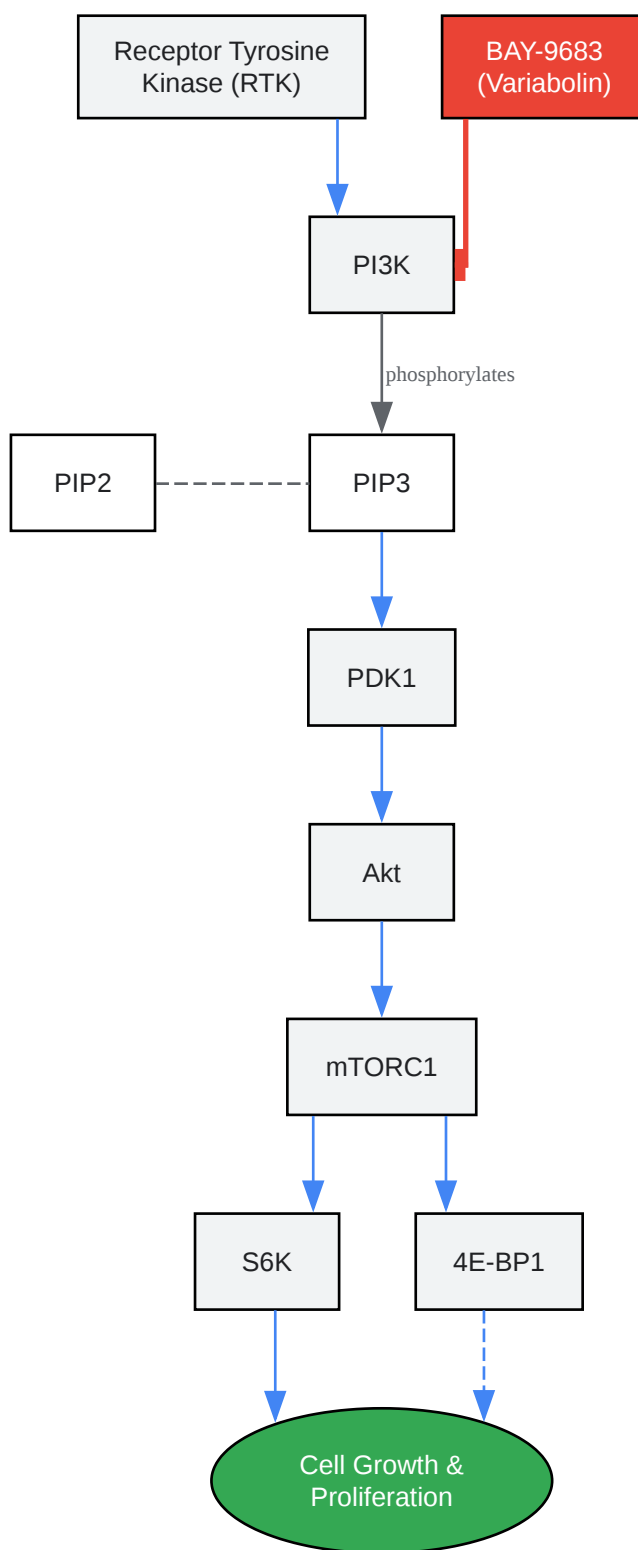 Receptor Tyrosine
Kinase (RTK)
BAY-9683
(Variabolin)
PI3K
phosphorylates
PIP2
PIP3
PDK1
Akt
mTORC1
S6K
4E-BP1
Cell Growth &
Proliferation